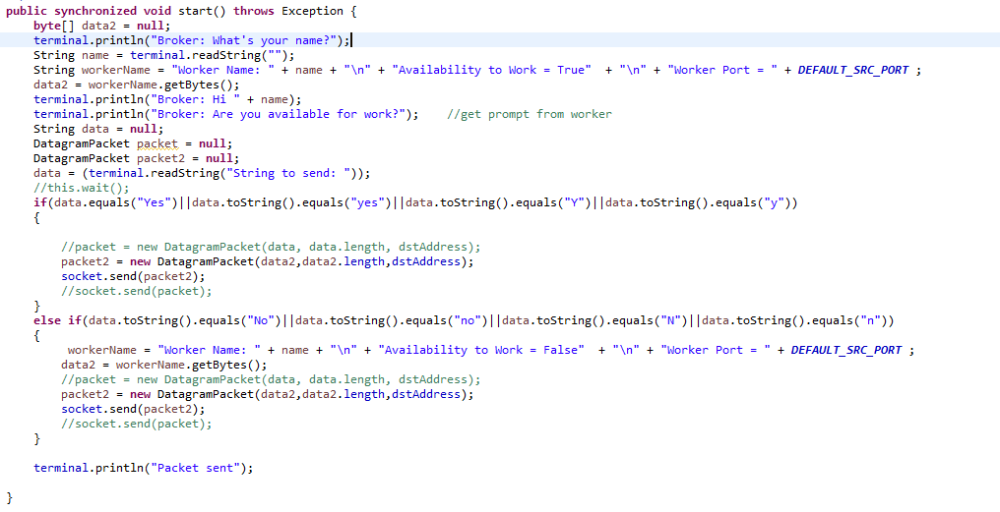 public synchronized void start() throws Exception {
byte[] data2 = null;
terminal.println("Broker: What's your name?");
String name = terminal.readString("");
String workerName = "Worker Name: " + name + "\n" + "Availability to Work = True"  + "\n" + "Worker Port = " + DEFAULT_SRC_PORT ;
data2 = workerName.getBytes();
terminal.println("Broker: Hi " + name);
terminal.println("Broker: Are you available for work?");    //get prompt from worker
String data = null;
DatagramPacket packet = null;
DatagramPacket packet2 = null;
data = (terminal.readString("String to send: "));
//this.wait();
if(data.equals("Yes")||data.toString().equals("yes")||data.toString().equals("Y")||data.toString().equals("y"))
{
//packet = new DatagramPacket(data, data.length, dstAddress);
packet2 = new DatagramPacket(data2,data2.length,dstAddress);
socket.send(packet2);
//socket.send(packet);
}
else if(data.toString().equals("No")||data.toString().equals("no")||data.toString().equals("N")||data.toString().equals("n"))
{
workerName = "Worker Name: " + name + "\n" + "Availability to Work = False"  + "\n" + "Worker Port = " + DEFAULT_SRC_PORT ;
data2 = workerName.getBytes();
//packet = new DatagramPacket(data, data.length, dstAddress);
packet2 = new DatagramPacket(data2,data2.length,dstAddress);
socket.send(packet2);
//socket.send(packet);
}
terminal.println("Packet sent");
}